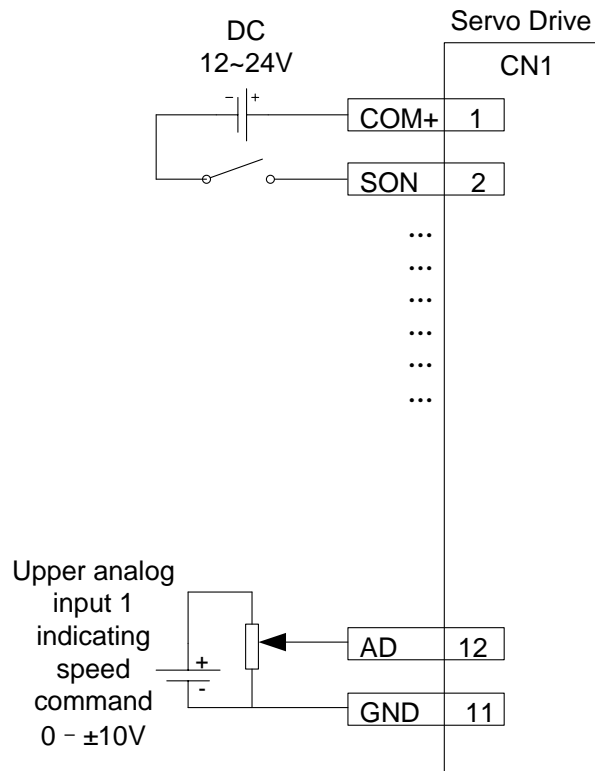 Servo Drive
DC
12~24V
CN1
- +
COM+ 1
SON 2
...
...
...
...
...
...
Upper analog
input 1
indicating
speed
command
0 - ±10V
+
-
AD 12
GND 11